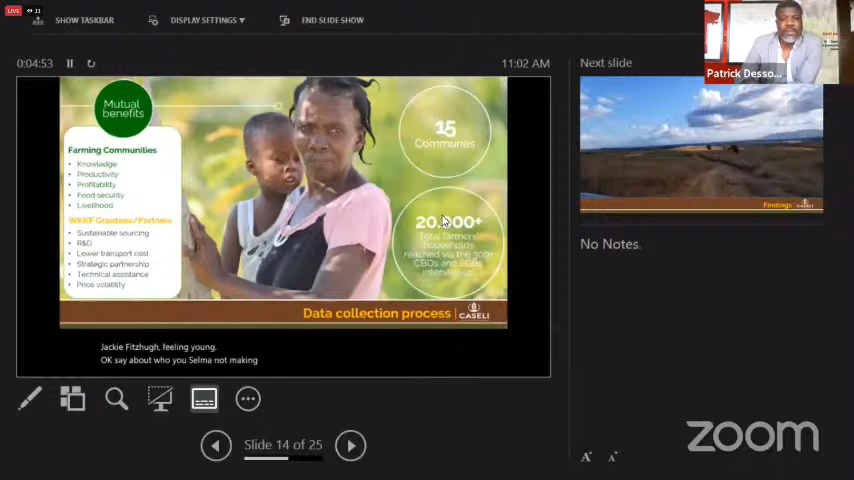 LIVE 33
SHOW TASKBAR
DISPLAY SETTINGS ▼
END SLIDE SHOW
0:04:53
11:02 AM
Next slide
Patrick Desso...
Mutual
benefits
Farming Communities
• Knowledge
• Productivity
• Profitability
• Food security
• Livelihood
WKKF Grantees/Partners
• Sustainable sourcing
• R&D
• Lower transport cost
• Strategic partnership
• Technical assistance
• Price volatility
15
Communes
20,000+
Total farmers'
households
reached via the 300+
CBOs and
Data collection process
CASELI
Findings
CASELI
No Notes.
Jackie Fitzhugh, feeling young.
OK say about who you Selma not making
Slide 14 of 25
A A
zoom